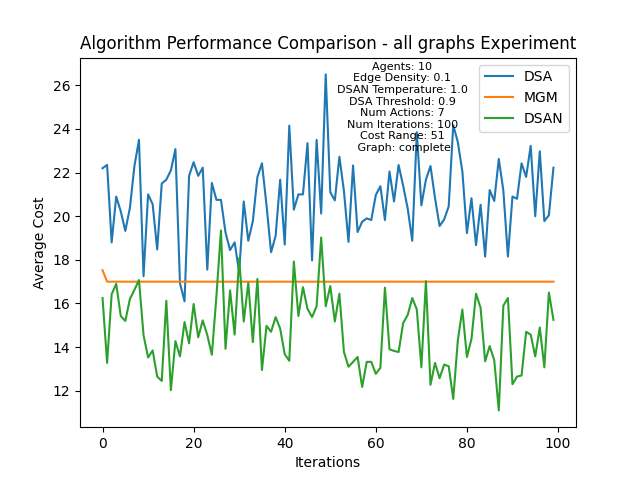 Algorithm Performance Comparison - all graphs Experiment
Agents: 10
Edge Density: 0.1
DSAN Temperature: 1.0
DSA Threshold: 0.9
Num Actions: 7
Num Iterations: 100
Cost Range: 51
Graph: complete
DSA
MGM
DSAN
Average Cost
26
24
22
20
18
16
14
12
0
20
40
60
80
100
Iterations